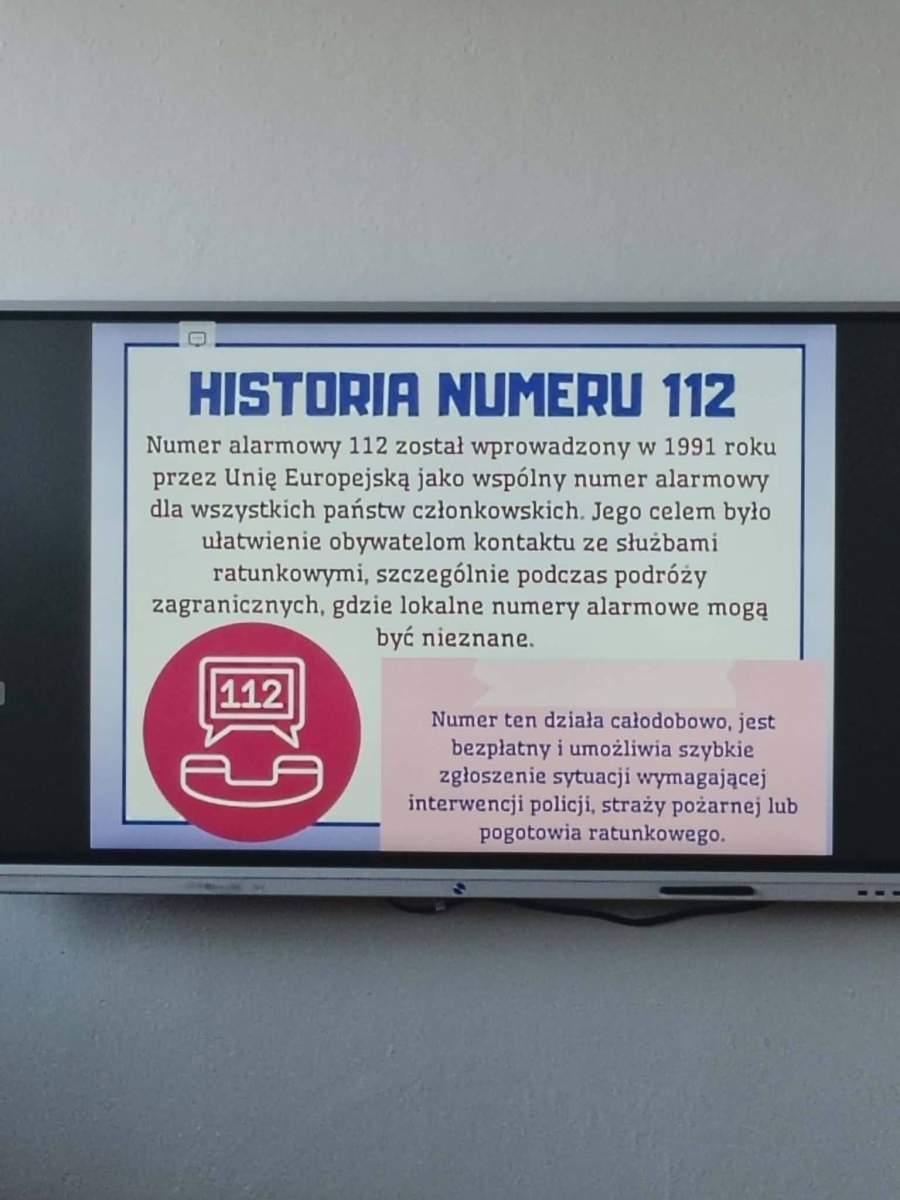 HISTORIA NUMERU 112
Numer alarmowy 112 został wprowadzony w 1991 roku
przez Unię Europejską jako wspólny numer alarmowy
dla wszystkich państw członkowskich. Jego celem było
ułatwienie obywatelom kontaktu ze służbami
ratunkowymi, szczególnie podczas podróży
zagranicznych, gdzie lokalne numery alarmowe mogą
być nieznane.
112
Numer ten działa całodobowo, jest
bezpłatny i umożliwia szybkie
zgłoszenie sytuacji wymagającej
interwencji policji, straży pożarnej lub
pogotowia ratunkowego.